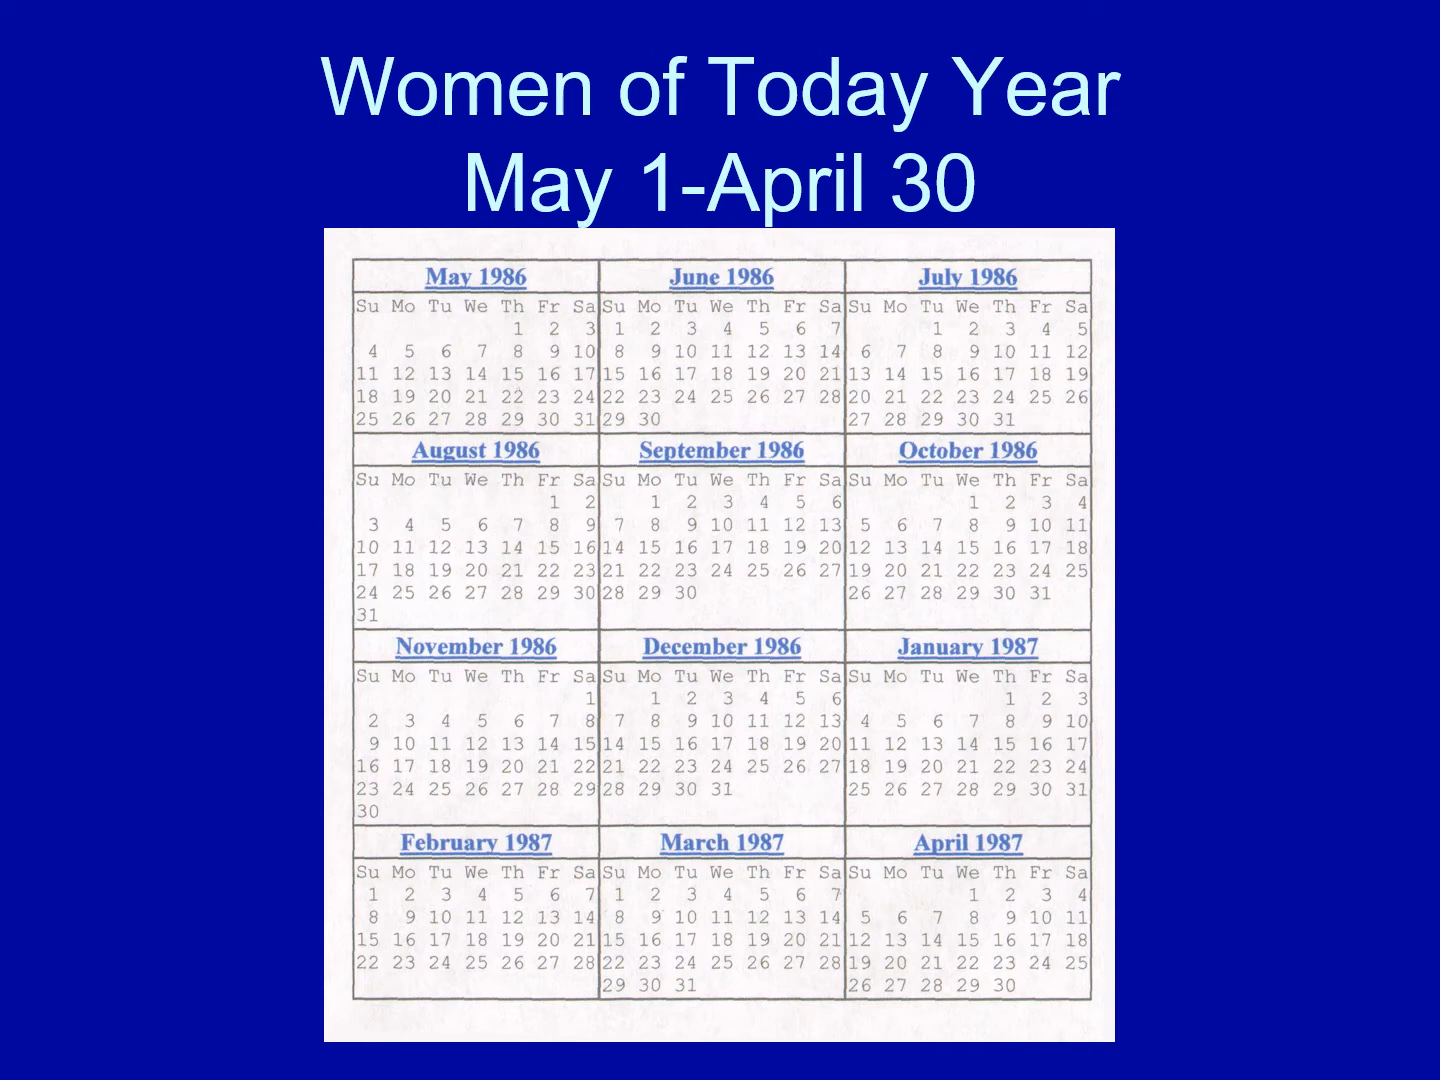 Women of Today Year
May 1-April 30
May 1986
Su Mo Tu We Th Fr Sa
1 2 3
4 5 6 7 8 9 10
11 12 13 14 15 16 17
18 19 20 21 22 23 24
25 26 27 28 29 30 31
June 1986
Su Mo Tu We Th Fr Sa
1 2 3 4 5 6 7
8 9 10 11 12 13 14
15 16 17 18 19 20 21
22 23 24 25 26 27 28
29 30
July 1986
Su Mo Tu We Th Fr Sa
1 2 3 4 5
6 7 8 9 10 11 12
13 14 15 16 17 18 19
20 21 22 23 24 25 26
27 28 29 30 31
August 1986
Su Mo Tu We Th Fr Sa
1 2
3 4 5 6 7 8 9
10 11 12 13 14 15 16
17 18 19 20 21 22 23
24 25 26 27 28 29 30
31
September 1986
Su Mo Tu We Th Fr Sa
1 2 3 4 5 6
7 8 9 10 11 12 13
14 15 16 17 18 19 20
21 22 23 24 25 26 27
28 29 30
October 1986
Su Mo Tu We Th Fr Sa
1 2 3 4
5 6 7 8 9 10 11
12 13 14 15 16 17 18
19 20 21 22 23 24 25
26 27 28 29 30 31
November 1986
Su Mo Tu We Th Fr Sa
1
2 3 4 5 6 7 8
9 10 11 12 13 14 15
16 17 18 19 20 21 22
23 24 25 26 27 28 29
30
December 1986
Su Mo Tu We Th Fr Sa
1 2 3 4 5 6
7 8 9 10 11 12 13
14 15 16 17 18 19 20
21 22 23 24 25 26 27
28 29 30 31
January 1987
Su Mo Tu We Th Fr Sa
1 2 3
4 5 6 7 8 9 10
11 12 13 14 15 16 17
18 19 20 21 22 23 24
25 26 27 28 29 30 31
February 1987
Su Mo Tu We Th Fr Sa
1 2 3 4 5 6 7
8 9 10 11 12 13 14
15 16 17 18 19 20 21
22 23 24 25 26 27 28
March 1987
Su Mo Tu We Th Fr Sa
1 2 3 4 5 6 7
8 9 10 11 12 13 14
15 16 17 18 19 20 21
22 23 24 25 26 27 28
29 30 31
April 1987
Su Mo Tu We Th Fr Sa
1 2 3 4
5 6 7 8 9 10 11
12 13 14 15 16 17 18
19 20 21 22 23 24 25
26 27 28 29 30